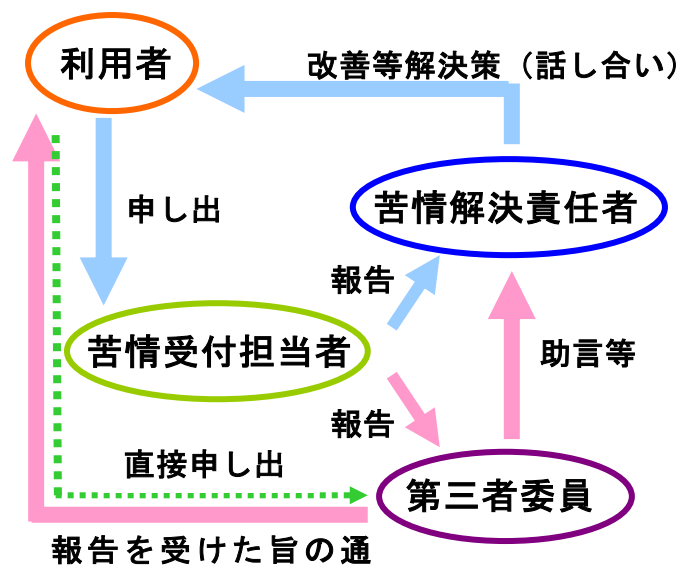 利用者
改善等解決策（話し合い）
申し出
苦情解決責任者
報告
苦情受付担当者
助言等
報告
直接申し出
第三者委員
報告を受けた旨の通